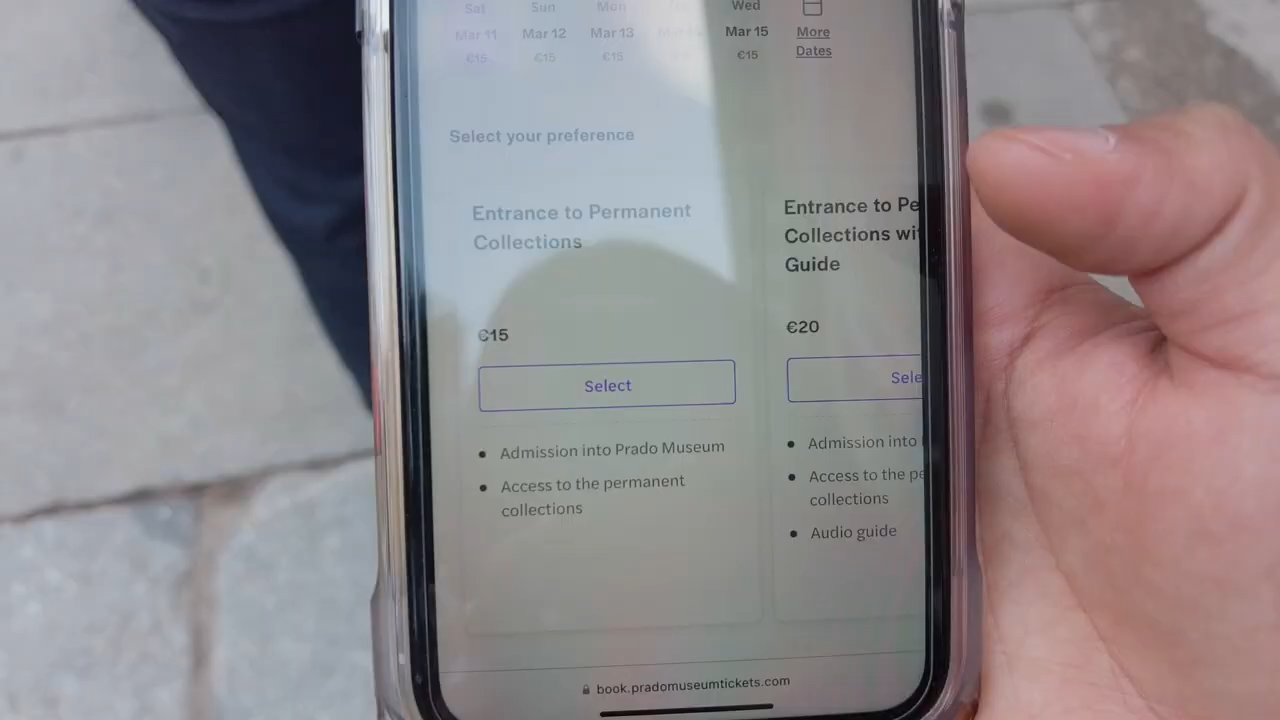 Sat Sun Mon Wed
Mar 11 Mar 12 Mar 13 Mar 15 More
€15 €15 €15 €15 Dates
Select your preference
Entrance to Permanent
Collections
€15
Select
Admission into Prado Museum
Access to the permanent
collections
Entrance to Pe
Collections wi
Guide
€20
Sele
Admission into
Access to the pe
collections
Audio guide
book.pradomuseumtickets.com